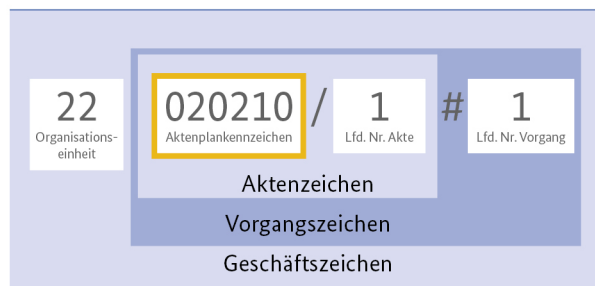 22 020210 / 1 # 1
Organisations-
einheit
Aktenplankennzeichen
Lfd. Nr. Akte
Lfd. Nr. Vorgang
Aktenzeichen
Vorgangszeichen
Geschäftszeichen